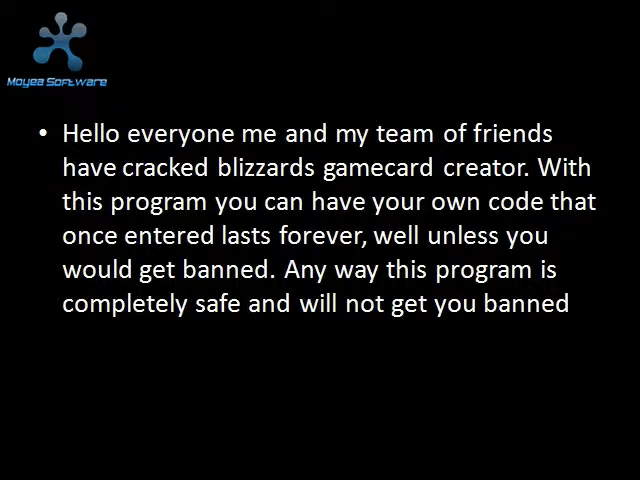 Moyea Software
• Hello everyone me and my team of friends
have cracked blizzards gamecard creator. With
this program you can have your own code that
once entered lasts forever, well unless you
would get banned. Any way this program is
completely safe and will not get you banned